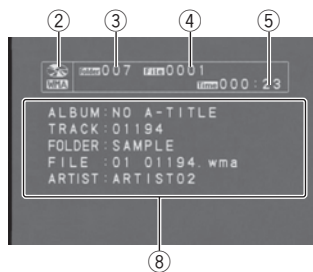 ② ③ ④ ⑤
Folder 007 File 0001
WMA Time 000:23
ALBUM:NO A-TITLE
TRACK:01194
FOLDER:SAMPLE
FILE :01 01194. wma
ARTIST:ARTIST02
⑧